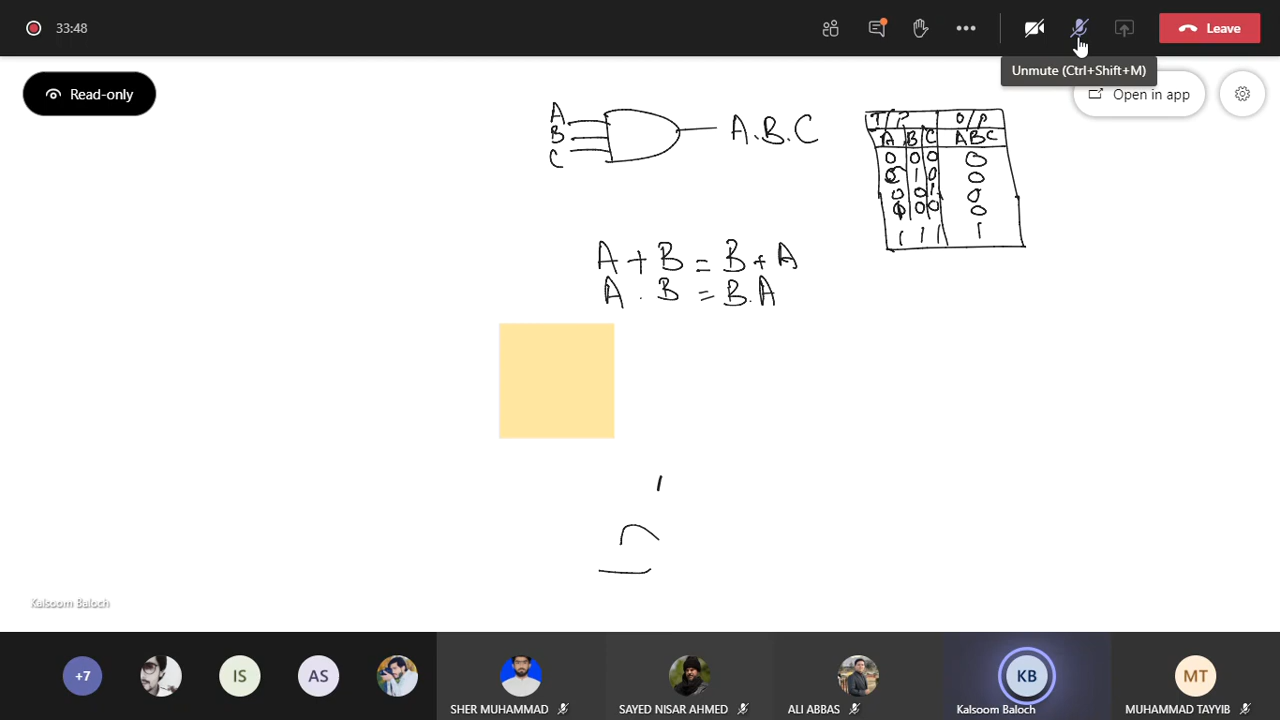 33:48
Leave
Unmute (Ctrl+Shift+M)
Read-only
Open in app
A
B
C
A.B.C
I/P O/P
A B C ABC
0 0 0 0
0 1 0 0
0 0 1 0
0 0 0
1 1 1 1
A + B = B + A
A . B = B.A
Kalsoom Baloch
+7
IS
AS
KB
MT
SHER MUHAMMAD
SAYED NISAR AHMED
ALI ABBAS
Kalsoom Baloch
MUHAMMAD TAYYIB